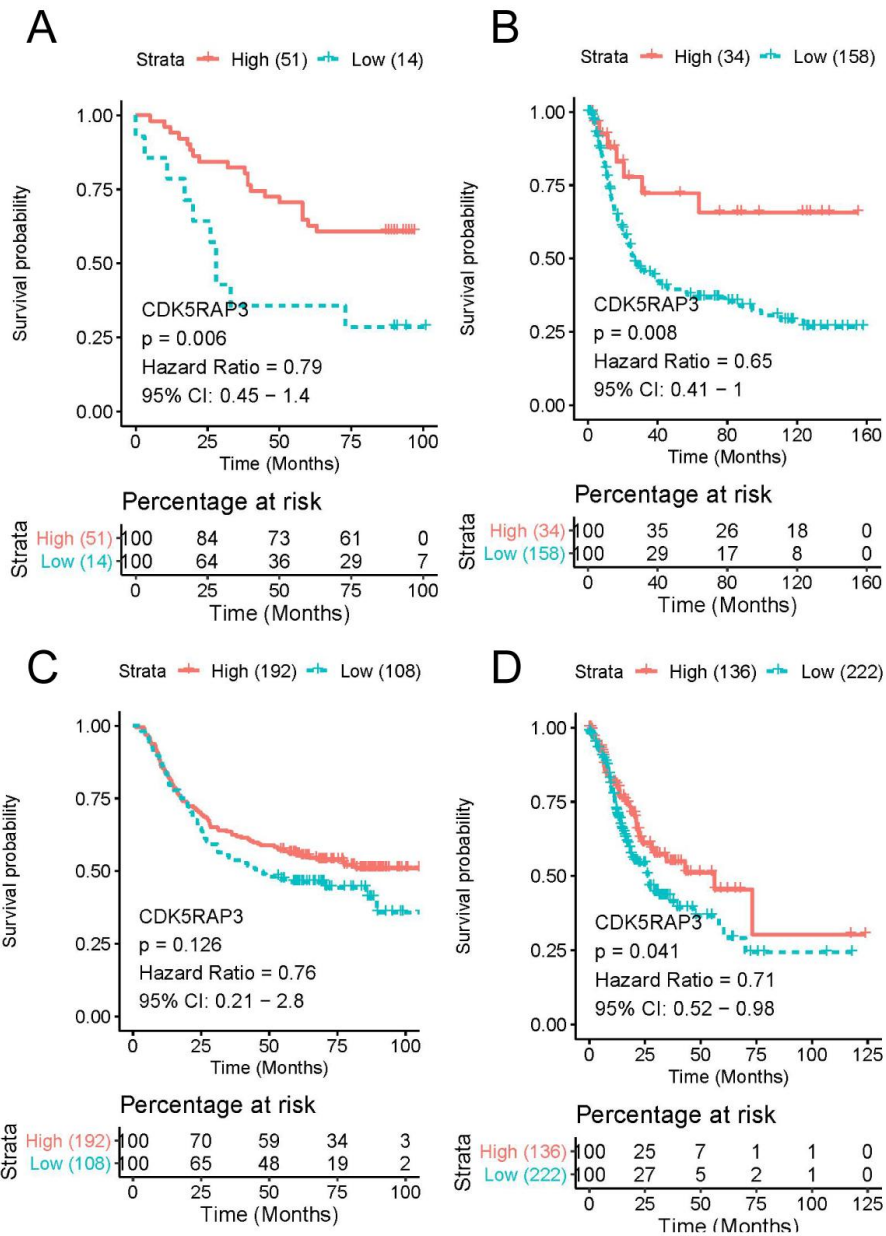 A
Strata High (51) Low (14)
Survival probability
1.00
0.75
0.50
0.25
0.00
CDK5RAP3
p = 0.006
Hazard Ratio = 0.79
95% CI: 0.45 − 1.4
0 25 50 75 100
Time (Months)
Percentage at risk
Strata
High (51) 100 84 73 61 0
Low (14) 100 64 36 29 7
0 25 50 75 100
Time (Months)
B
Strata High (34) Low (158)
Survival probability
1.00
0.75
0.50
0.25
0.00
CDK5RAP3
p = 0.008
Hazard Ratio = 0.65
95% CI: 0.41 − 1
0 40 80 120 160
Time (Months)
Percentage at risk
Strata
High (34) 100 35 26 18 0
Low (158) 100 29 17 8 0
0 40 80 120 160
Time (Months)
C
Strata High (192) Low (108)
Survival probability
1.00
0.75
0.50
0.25
0.00
CDK5RAP3
p = 0.126
Hazard Ratio = 0.76
95% CI: 0.21 − 2.8
0 25 50 75 100
Time (Months)
Percentage at risk
Strata
High (192) 100 70 59 34 3
Low (108) 100 65 48 19 2
0 25 50 75 100
Time (Months)
D
Strata High (136) Low (222)
Survival probability
1.00
0.75
0.50
0.25
0.00
CDK5RAP3
p = 0.041
Hazard Ratio = 0.71
95% CI: 0.52 − 0.98
0 25 50 75 100 125
Time (Months)
Percentage at risk
Strata
High (136) 100 25 7 1 1 0
Low (222) 100 27 5 2 1 0
0 25 50 75 100 125
Time (Months)